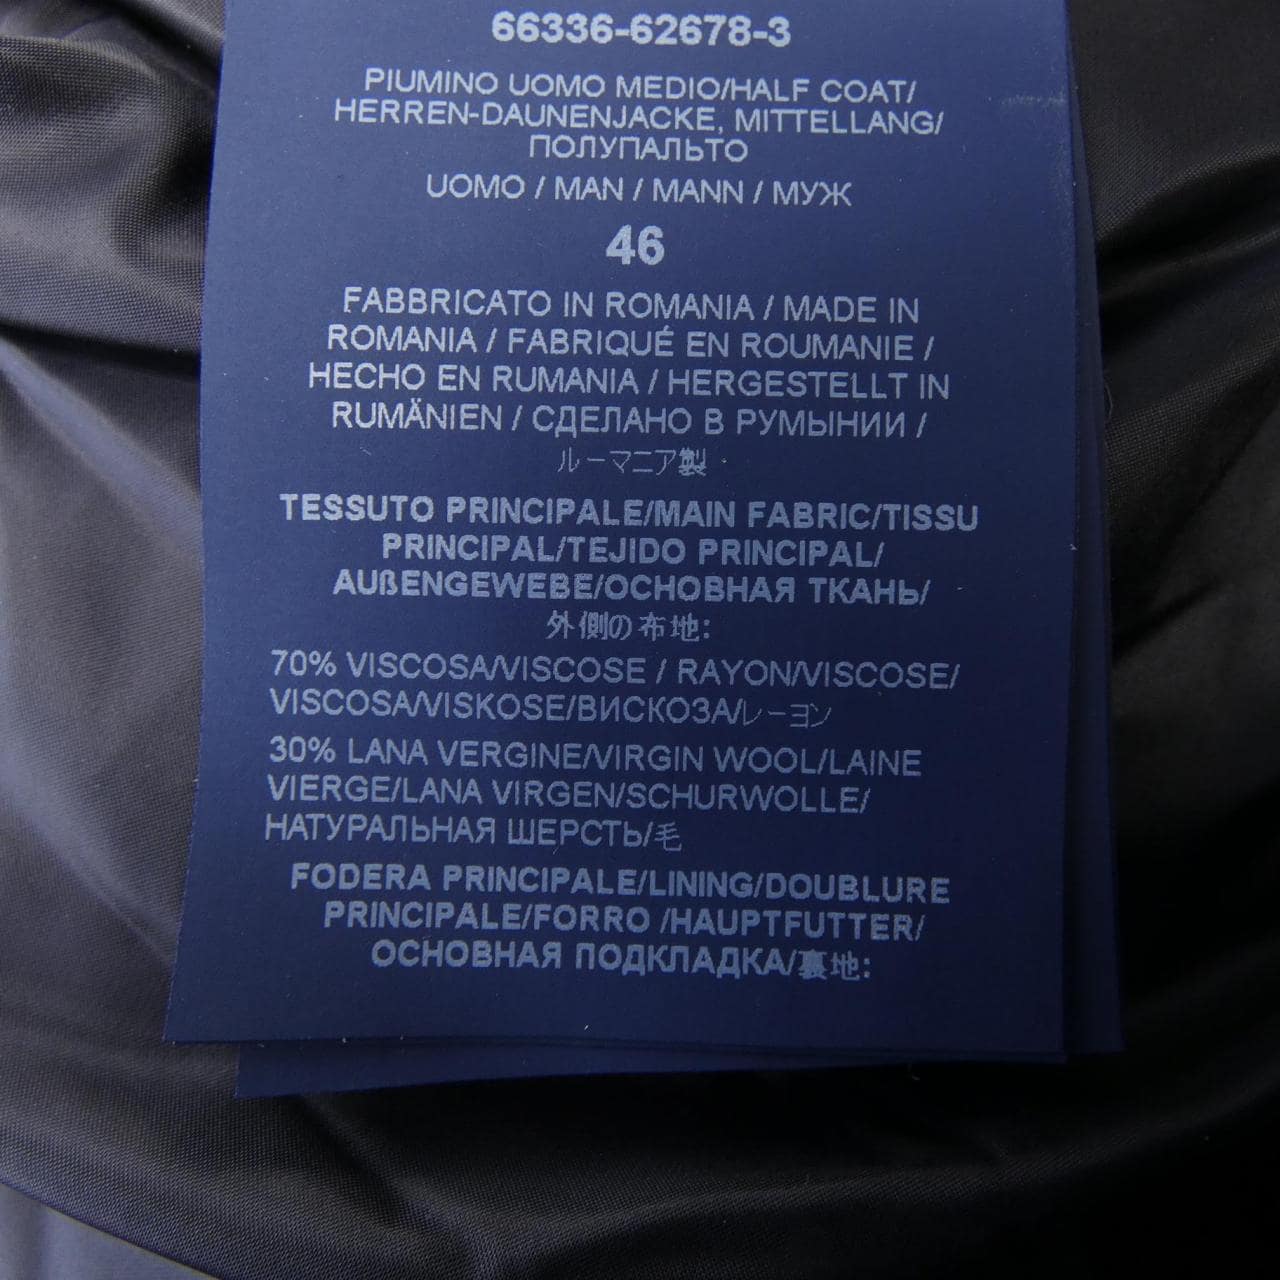 66336-62678-3
PIUMINO UOMO MEDIO/HALF COAT/
HERREN-DAUNENJACKE, MITTELLANG/
ПОЛУПАЛЬТО
UOMO / MAN / MANN / МУЖ
46
FABBRICATO IN ROMANIA / MADE IN
ROMANIA / FABRIQUÉ EN ROUMANIE /
HECHO EN RUMANIA / HERGESTELLT IN
RUMÄNIEN / СДЕЛАНО В РУМЫНИИ /
ルーマニア製
TESSUTO PRINCIPALE/MAIN FABRIC/TISSU
PRINCIPAL/TEJIDO PRINCIPAL/
AUßENGEWEBE/ОСНОВНАЯ ТКАНЬ/
外側の布地:
70% VISCOSA/VISCOSE / RAYON/VISCOSE/
VISCOSA/VISKOSE/ВИСКОЗА/レーヨン
30% LANA VERGINE/VIRGIN WOOL/LAINE
VIERGE/LANA VIRGEN/SCHURWOLLE/
НАТУРАЛЬНАЯ ШЕРСТЬ/毛
FODERA PRINCIPALE/LINING/DOUBLURE
PRINCIPALE/FORRO /HAUPTFUTTER/
ОСНОВНАЯ ПОДКЛАДКА/裏地: